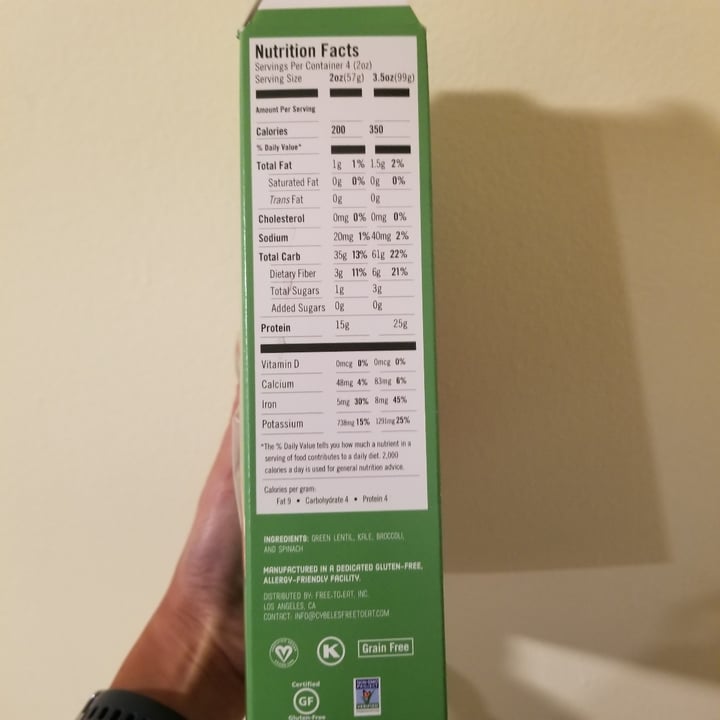 Nutrition Facts
Servings Per Container 4 (2oz)
Serving Size 2oz(57g) 3.5oz(99g)
Amount Per Serving
Calories 200 350
% Daily Value*
Total Fat 1g 1% 1.5g 2%
Saturated Fat 0g 0% 0g 0%
Trans Fat 0g 0g
Cholesterol 0mg 0% 0mg 0%
Sodium 20mg 1% 40mg 2%
Total Carb 35g 13% 61g 22%
Dietary Fiber 3g 11% 6g 21%
Total Sugars 1g 3g
Added Sugars 0g 0g
Protein 15g 25g
Vitamin D 0mcg 0% 0mcg 0%
Calcium 48mg 4% 83mg 6%
Iron 5mg 30% 8mg 45%
Potassium 738mg 15% 1291mg 25%
*The % Daily Value tells you how much a nutrient in a
serving of food contributes to a daily diet. 2,000
calories a day is used for general nutrition advice.
Calories per gram:
Fat 9 • Carbohydrate 4 • Protein 4
INGREDIENTS: GREEN LENTIL, KALE, BROCCOLI,
AND SPINACH
MANUFACTURED IN A DEDICATED GLUTEN-FREE,
ALLERGY-FRIENDLY FACILITY.
DISTRIBUTED BY: FREE-TO-EAT, INC.
LOS ANGELES, CA
CONTACT: INFO@CYBELESFREETOEAT.COM
K
Grain Free
Certified
GF
Gluten-Free
NON GMO
PROJECT
VERIFIED